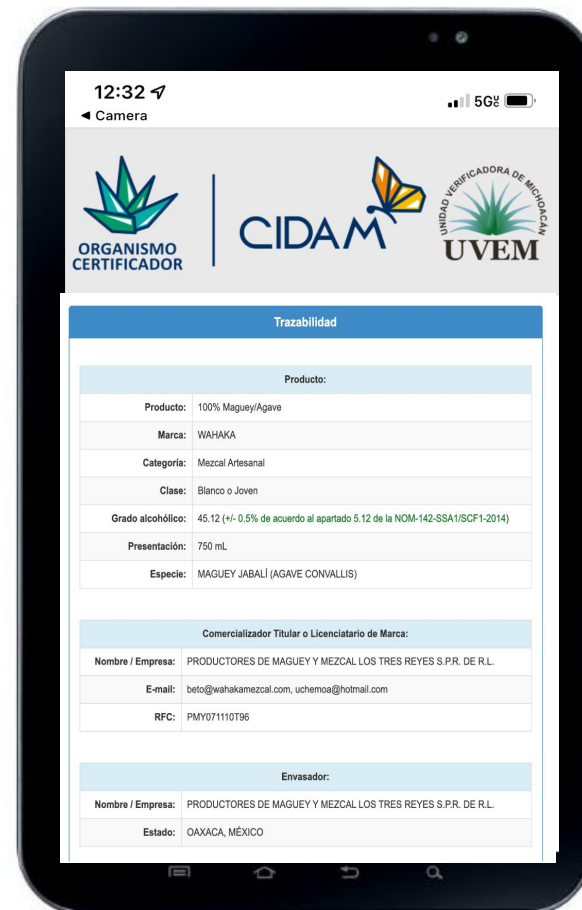 12:32
5G
◄ Camera
ORGANISMO
CERTIFICADOR
CIDAM
UNIDAD VERIFICADORA DE MICHOACÁN
UVEM
Trazabilidad
Producto:
Producto: 100% Maguey/Agave
Marca: WAHAKA
Categoría: Mezcal Artesanal
Clase: Blanco o Joven
Grado alcohólico: 45.12 (+/- 0.5% de acuerdo al apartado 5.12 de la NOM-142-SSA1/SCF1-2014)
Presentación: 750 mL
Especie: MAGUEY JABALÍ (AGAVE CONVALLIS)
Comercializador Titular o Licenciatario de Marca:
Nombre / Empresa: PRODUCTORES DE MAGUEY Y MEZCAL LOS TRES REYES S.P.R. DE R.L.
E-mail: beto@wahakamezcal.com, uchemoa@hotmail.com
RFC: PMY071110T96
Envasador:
Nombre / Empresa: PRODUCTORES DE MAGUEY Y MEZCAL LOS TRES REYES S.P.R. DE R.L.
Estado: OAXACA, MÉXICO